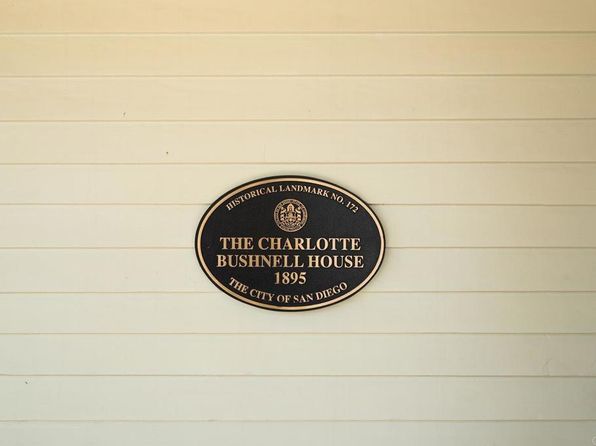 HISTORICAL LANDMARK NO. 172
THE CHARLOTTE
BUSHNELL HOUSE
1895
THE CITY OF SAN DIEGO